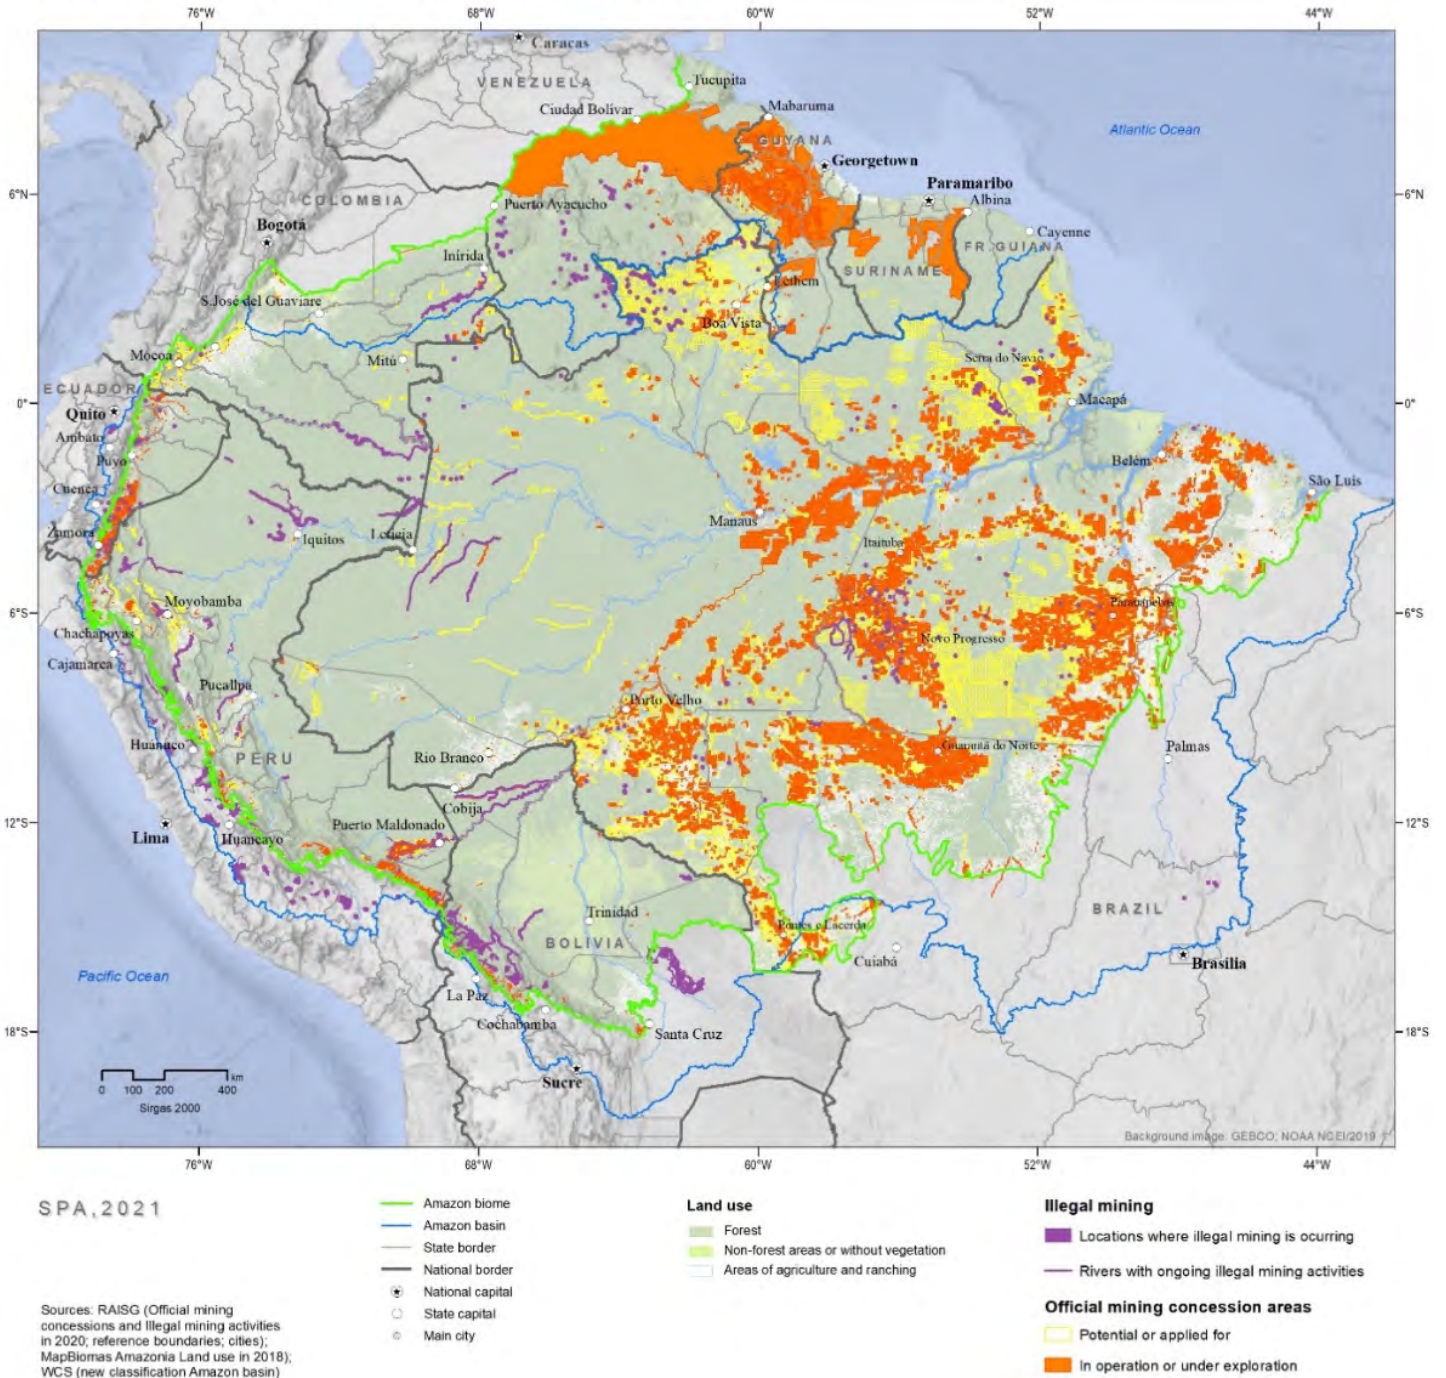 76°W 68°W 60°W 52°W 44°W
Caracas
VENEZUELA
Tucupita
Ciudad Bolívar
Mabaruma
Atlantic Ocean
GUYANA
Georgetown
6°N
Paramaribo
6°N
COLOMBIA
Puerto Ayacucho
Albina
Bogotá
Cayenne
FR.GUIANA
Inírida
SURINAME
Lethem
S.José del Guaviare
Boa Vista
Mocoa
Mitú
Serra do Navio
ECUADOR
0°
Macapá
0°
Quito
Ambato
Puyo
Belém
Cuenca
São Luis
Manaus
Zamora
Iquitos
Leticia
Itaituba
Moyobamba
6°S
Parauapebas
6°S
Chachapoyas
Novo Progresso
Cajamarca
Pucallpa
Porto Velho
Huanuco
PERU
Rio Branco
Guarantã do Norte
Palmas
Cobija
12°S
Lima
Puerto Maldonado
12°S
Huancayo
Trinidad
BRAZIL
Pontes e Lacerda
BOLIVIA
Cuiabá
Brasília
Pacific Ocean
La Paz
Cochabamba
18°S
Santa Cruz
18°S
Sucre
0 100 200 400 km
Sirgas 2000
Background image: GEBCO; NOAA NCEI/2019
76°W 68°W 60°W 52°W 44°W
SPA,2021
Sources: RAISG (Official mining
concessions and Illegal mining activities
in 2020; reference boundaries; cities);
MapBiomas Amazonia Land use in 2018);
WCS (new classification Amazon basin)
Amazon biome
Amazon basin
State border
National border
National capital
State capital
Main city
Land use
Forest
Non-forest areas or without vegetation
Areas of agriculture and ranching
Illegal mining
Locations where illegal mining is ocurring
Rivers with ongoing illegal mining activities
Official mining concession areas
Potential or applied for
In operation or under exploration